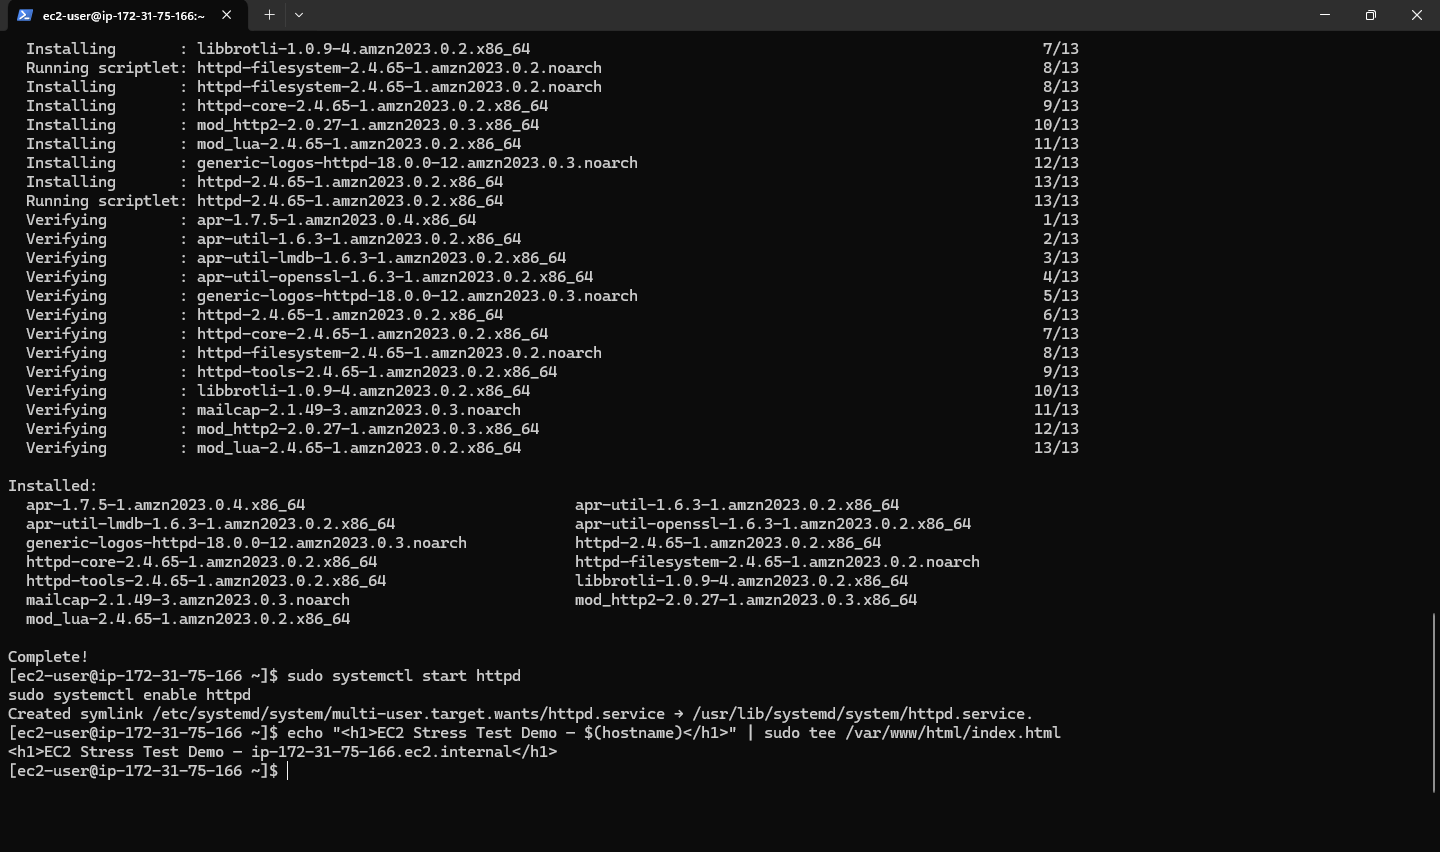 ec2-user@ip-172-31-75-166:~
Installing : libbrotli-1.0.9-4.amzn2023.0.2.x86_64 7/13
Running scriptlet: httpd-filesystem-2.4.65-1.amzn2023.0.2.noarch 8/13
Installing : httpd-filesystem-2.4.65-1.amzn2023.0.2.noarch 8/13
Installing : httpd-core-2.4.65-1.amzn2023.0.2.x86_64 9/13
Installing : mod_http2-2.0.27-1.amzn2023.0.3.x86_64 10/13
Installing : mod_lua-2.4.65-1.amzn2023.0.2.x86_64 11/13
Installing : generic-logos-httpd-18.0.0-12.amzn2023.0.3.noarch 12/13
Installing : httpd-2.4.65-1.amzn2023.0.2.x86_64 13/13
Running scriptlet: httpd-2.4.65-1.amzn2023.0.2.x86_64 13/13
Verifying : apr-1.7.5-1.amzn2023.0.4.x86_64 1/13
Verifying : apr-util-1.6.3-1.amzn2023.0.2.x86_64 2/13
Verifying : apr-util-lmdb-1.6.3-1.amzn2023.0.2.x86_64 3/13
Verifying : apr-util-openssl-1.6.3-1.amzn2023.0.2.x86_64 4/13
Verifying : generic-logos-httpd-18.0.0-12.amzn2023.0.3.noarch 5/13
Verifying : httpd-2.4.65-1.amzn2023.0.2.x86_64 6/13
Verifying : httpd-core-2.4.65-1.amzn2023.0.2.x86_64 7/13
Verifying : httpd-filesystem-2.4.65-1.amzn2023.0.2.noarch 8/13
Verifying : httpd-tools-2.4.65-1.amzn2023.0.2.x86_64 9/13
Verifying : libbrotli-1.0.9-4.amzn2023.0.2.x86_64 10/13
Verifying : mailcap-2.1.49-3.amzn2023.0.3.noarch 11/13
Verifying : mod_http2-2.0.27-1.amzn2023.0.3.x86_64 12/13
Verifying : mod_lua-2.4.65-1.amzn2023.0.2.x86_64 13/13
Installed:
apr-1.7.5-1.amzn2023.0.4.x86_64 apr-util-1.6.3-1.amzn2023.0.2.x86_64
apr-util-lmdb-1.6.3-1.amzn2023.0.2.x86_64 apr-util-openssl-1.6.3-1.amzn2023.0.2.x86_64
generic-logos-httpd-18.0.0-12.amzn2023.0.3.noarch httpd-2.4.65-1.amzn2023.0.2.x86_64
httpd-core-2.4.65-1.amzn2023.0.2.x86_64 httpd-filesystem-2.4.65-1.amzn2023.0.2.noarch
httpd-tools-2.4.65-1.amzn2023.0.2.x86_64 libbrotli-1.0.9-4.amzn2023.0.2.x86_64
mailcap-2.1.49-3.amzn2023.0.3.noarch mod_http2-2.0.27-1.amzn2023.0.3.x86_64
mod_lua-2.4.65-1.amzn2023.0.2.x86_64
Complete!
[ec2-user@ip-172-31-75-166 ~]$ sudo systemctl start httpd
sudo systemctl enable httpd
Created symlink /etc/systemd/system/multi-user.target.wants/httpd.service → /usr/lib/systemd/system/httpd.service.
[ec2-user@ip-172-31-75-166 ~]$ echo "<h1>EC2 Stress Test Demo — $(hostname)</h1>" | sudo tee /var/www/html/index.html
<h1>EC2 Stress Test Demo — ip-172-31-75-166.ec2.internal</h1>
[ec2-user@ip-172-31-75-166 ~]$